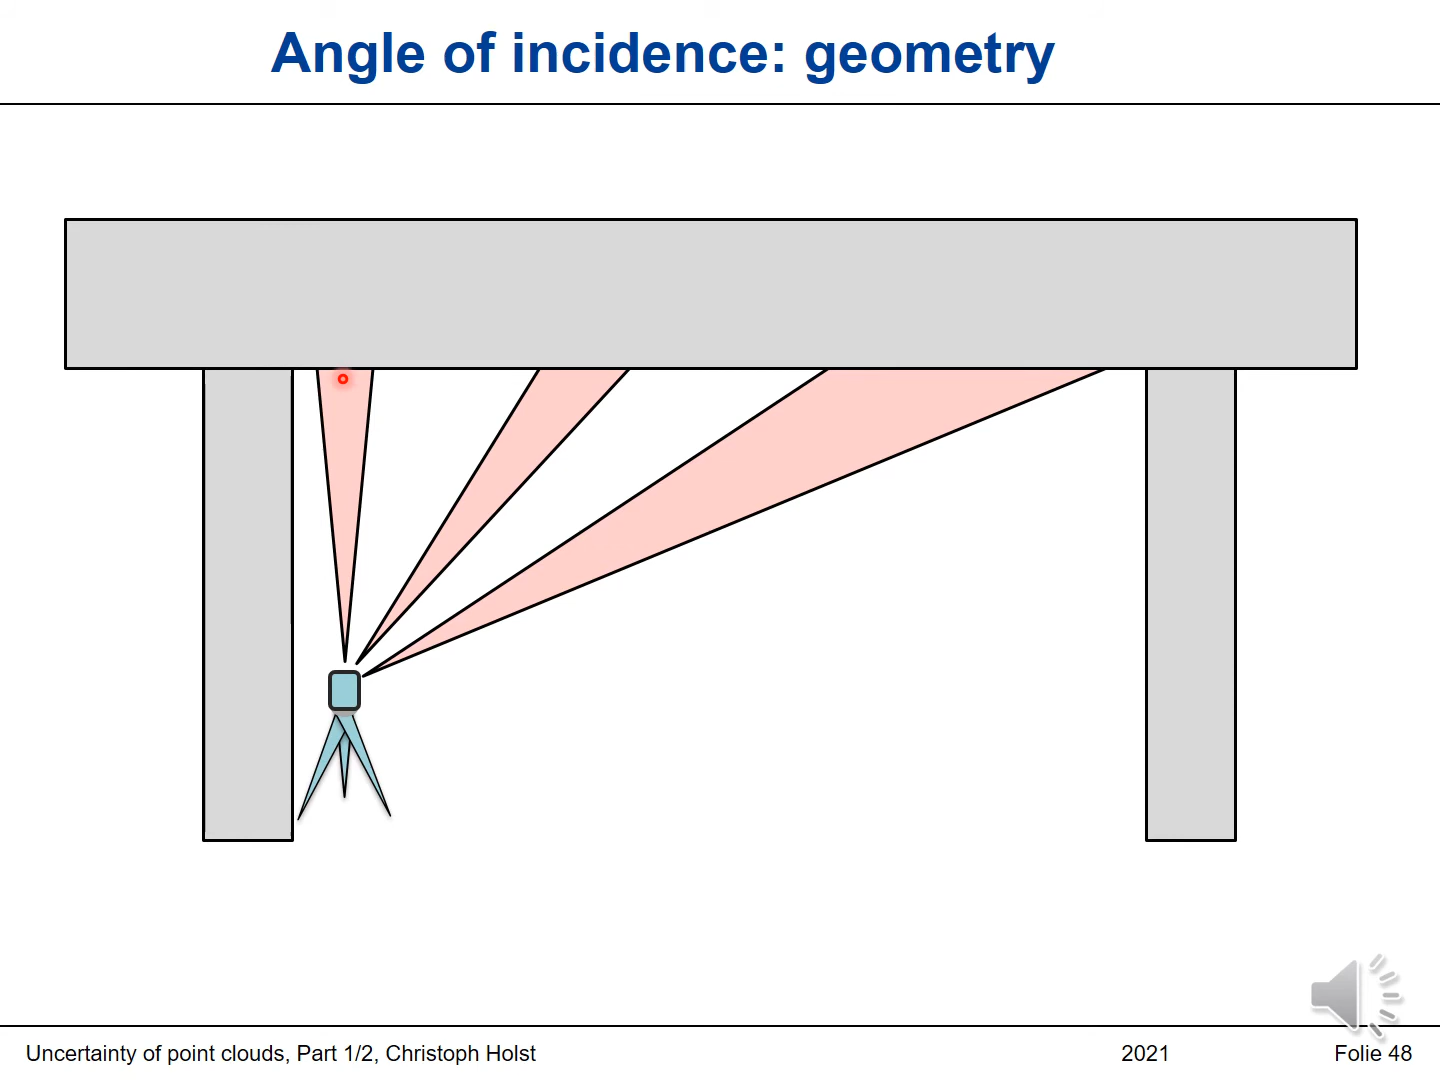 Angle of incidence: geometry
Uncertainty of point clouds, Part 1/2, Christoph Holst
2021
Folie 48